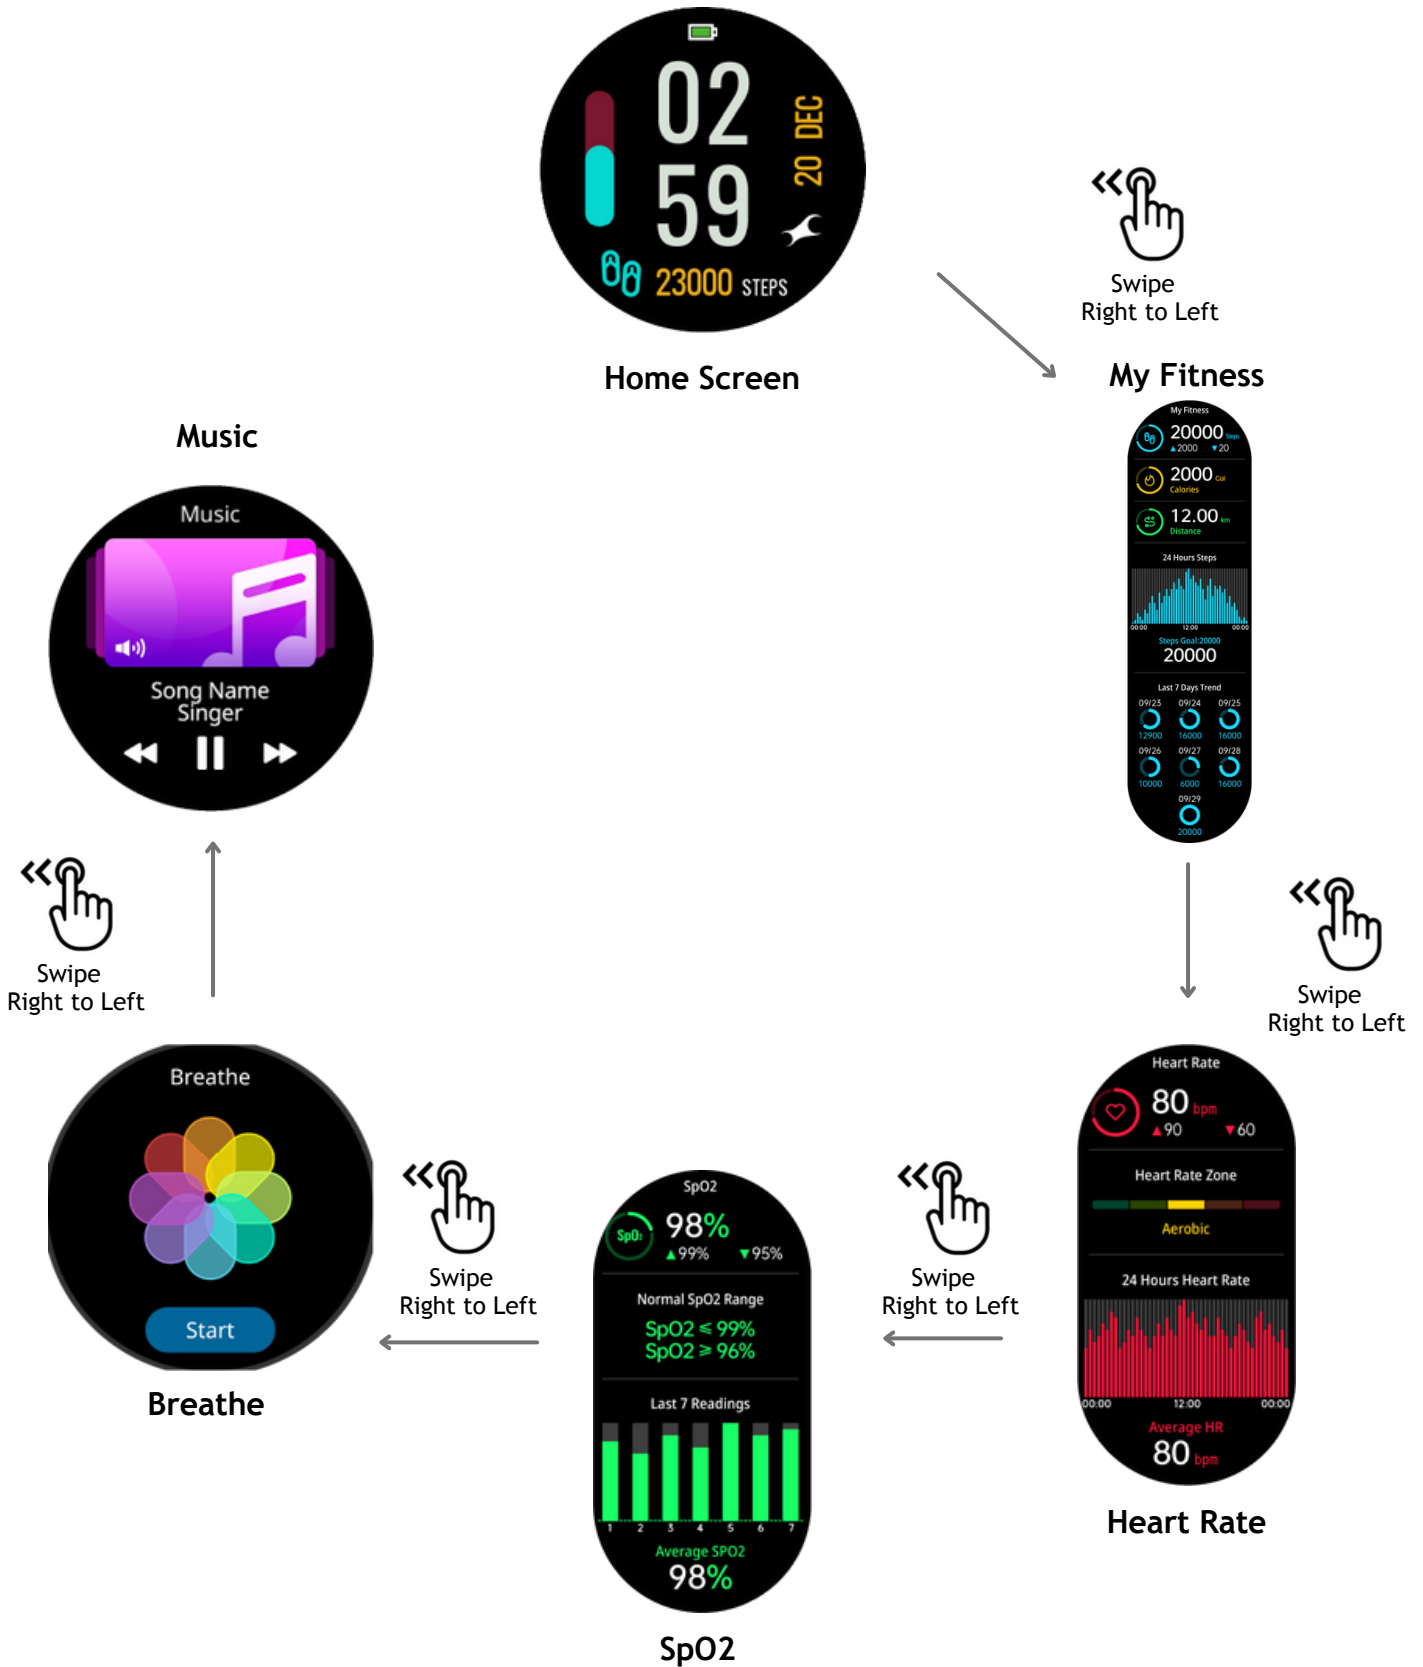 02
59
20 DEC
23000 STEPS
Home Screen
Swipe
Right to Left
My Fitness
My Fitness
20000 Steps
▲2000 ▼20
2000 Cal
Calories
12.00 km
Distance
24 Hours Steps
00:00 12:00 00:00
Steps Goal:20000
20000
Last 7 Days Trend
09/23 09/24 09/25
12900 16000 16000
09/26 09/27 09/28
10000 6000 16000
09/29
20000
Swipe
Right to Left
Heart Rate
80 bpm
▲90 ▼60
Heart Rate Zone
Aerobic
24 Hours Heart Rate
00:00 12:00 00:00
Average HR
80 bpm
Heart Rate
Swipe
Right to Left
SpO2
SpO2 98%
▲99% ▼95%
Normal SpO2 Range
SpO2 ≤ 99%
SpO2 ≥ 96%
Last 7 Readings
1 2 3 4 5 6 7
Average SPO2
98%
SpO2
Swipe
Right to Left
Breathe
Start
Breathe
Swipe
Right to Left
Music
Music
Song Name
Singer